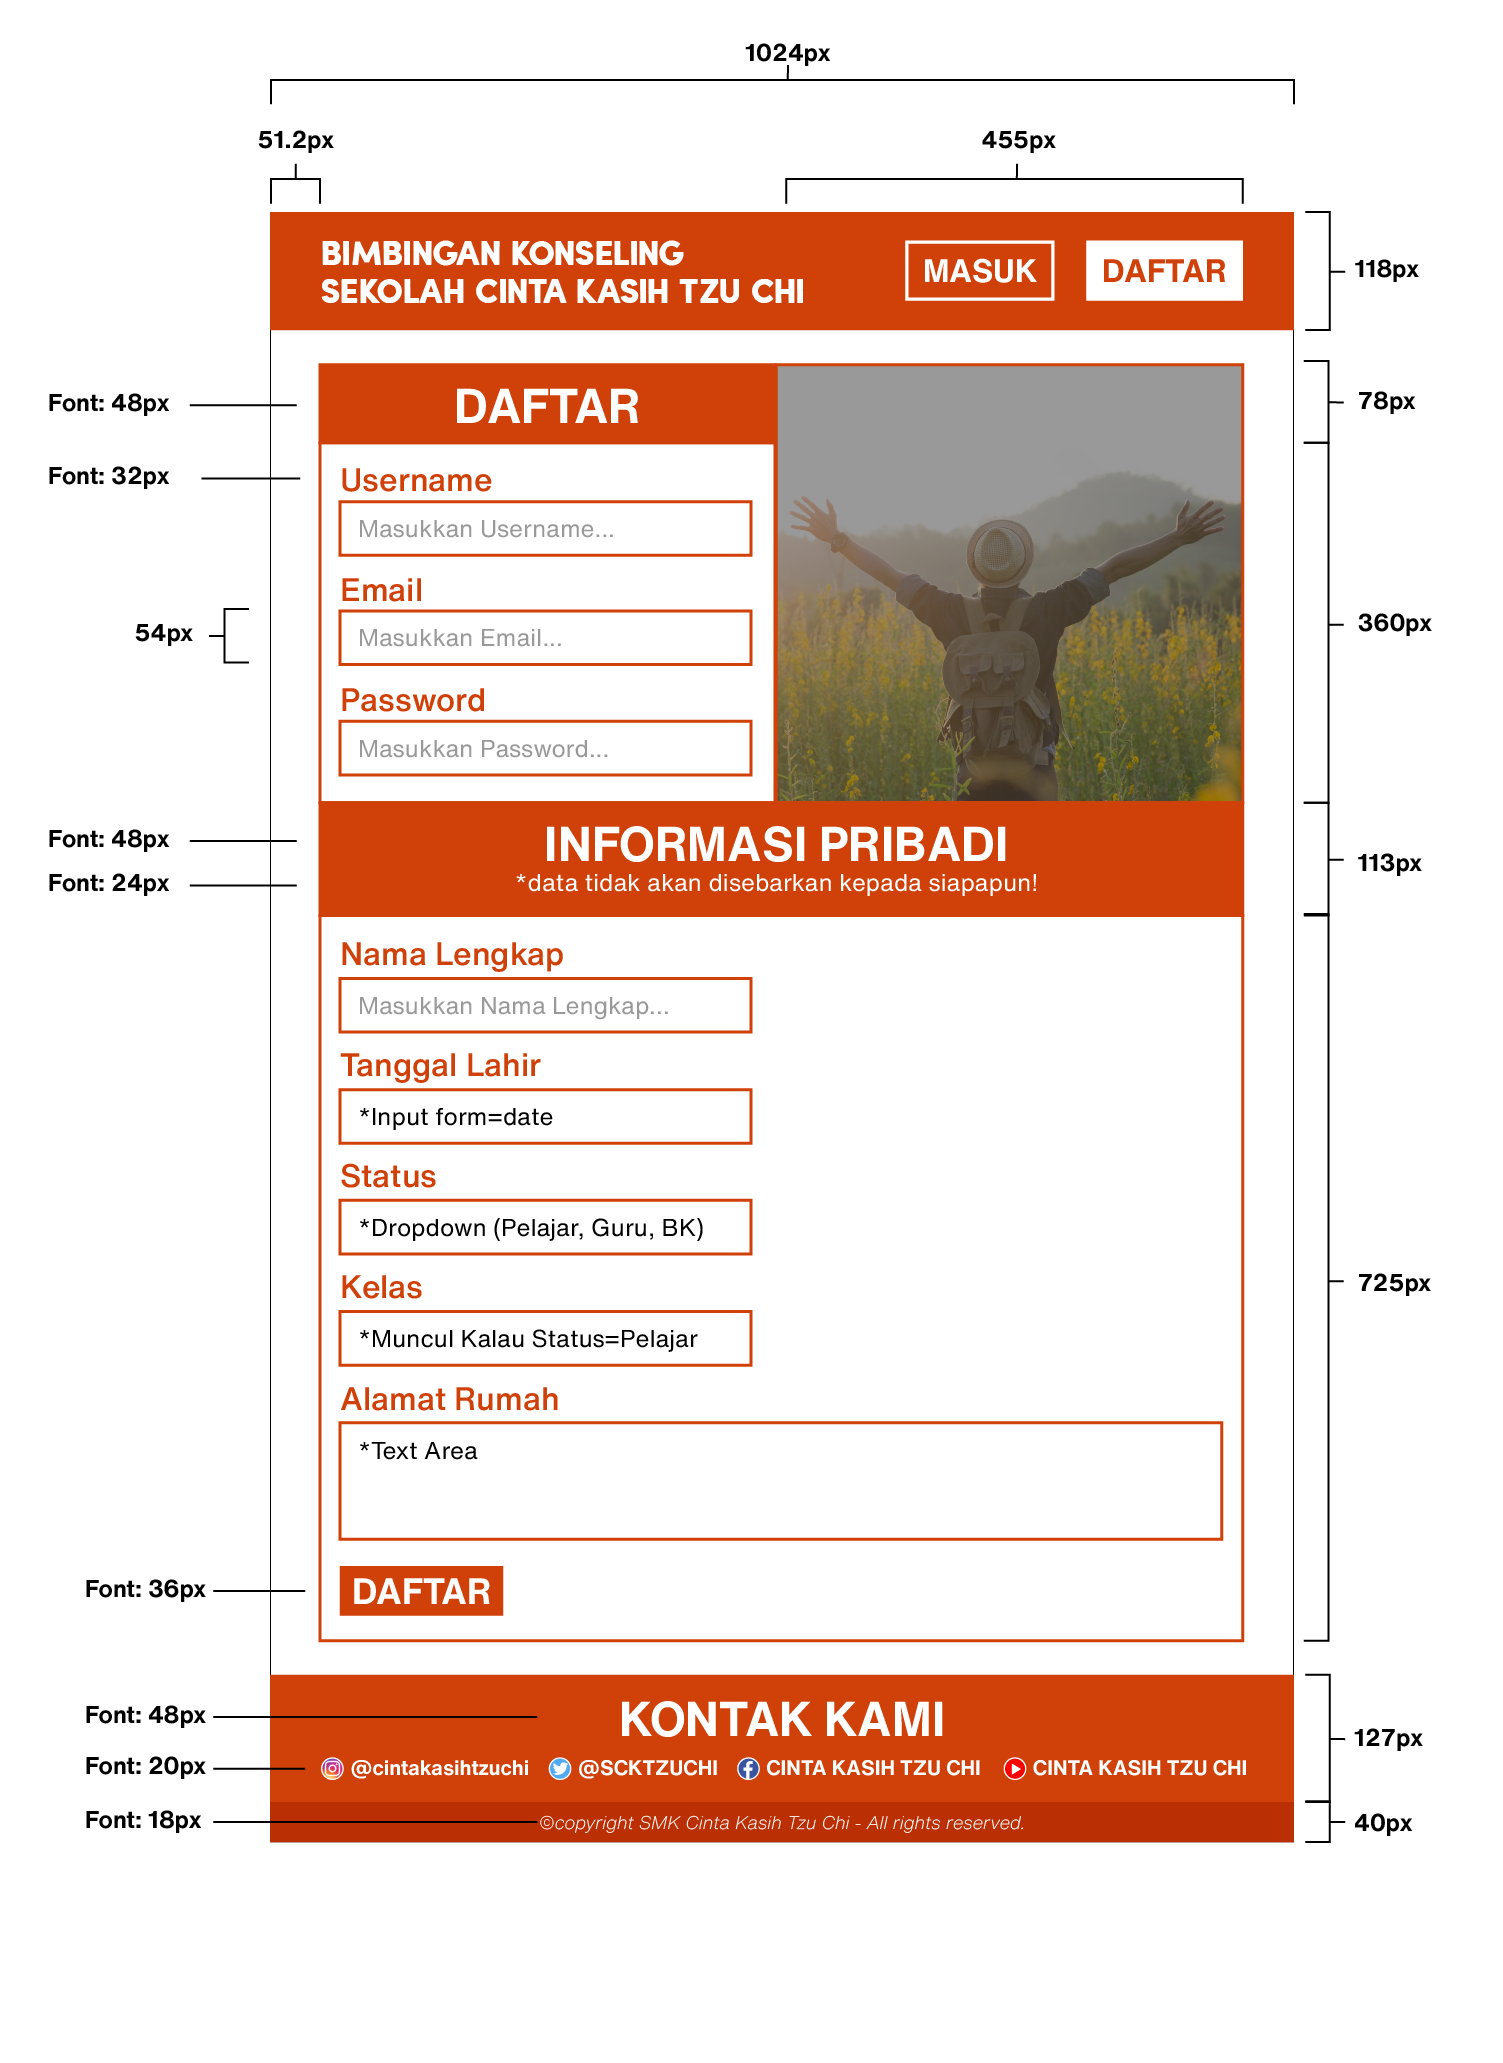 1024px
51.2px
455px
BIMBINGAN KONSELING
SEKOLAH CINTA KASIH TZU CHI
MASUK
DAFTAR
118px
Font: 48px
DAFTAR
78px
Font: 32px
Username
Masukkan Username...
Email
54px
Masukkan Email...
360px
Password
Masukkan Password...
Font: 48px
INFORMASI PRIBADI
Font: 24px
*data tidak akan disebarkan kepada siapapun!
113px
Nama Lengkap
Masukkan Nama Lengkap...
Tanggal Lahir
*Input form=date
Status
*Dropdown (Pelajar, Guru, BK)
Kelas
725px
*Muncul Kalau Status=Pelajar
Alamat Rumah
*Text Area
Font: 36px
DAFTAR
Font: 48px
KONTAK KAMI
127px
Font: 20px
@cintakasihtzuchi @SCKTZUCHI CINTA KASIH TZU CHI CINTA KASIH TZU CHI
Font: 18px
©copyright SMK Cinta Kasih Tzu Chi - All rights reserved.
40px